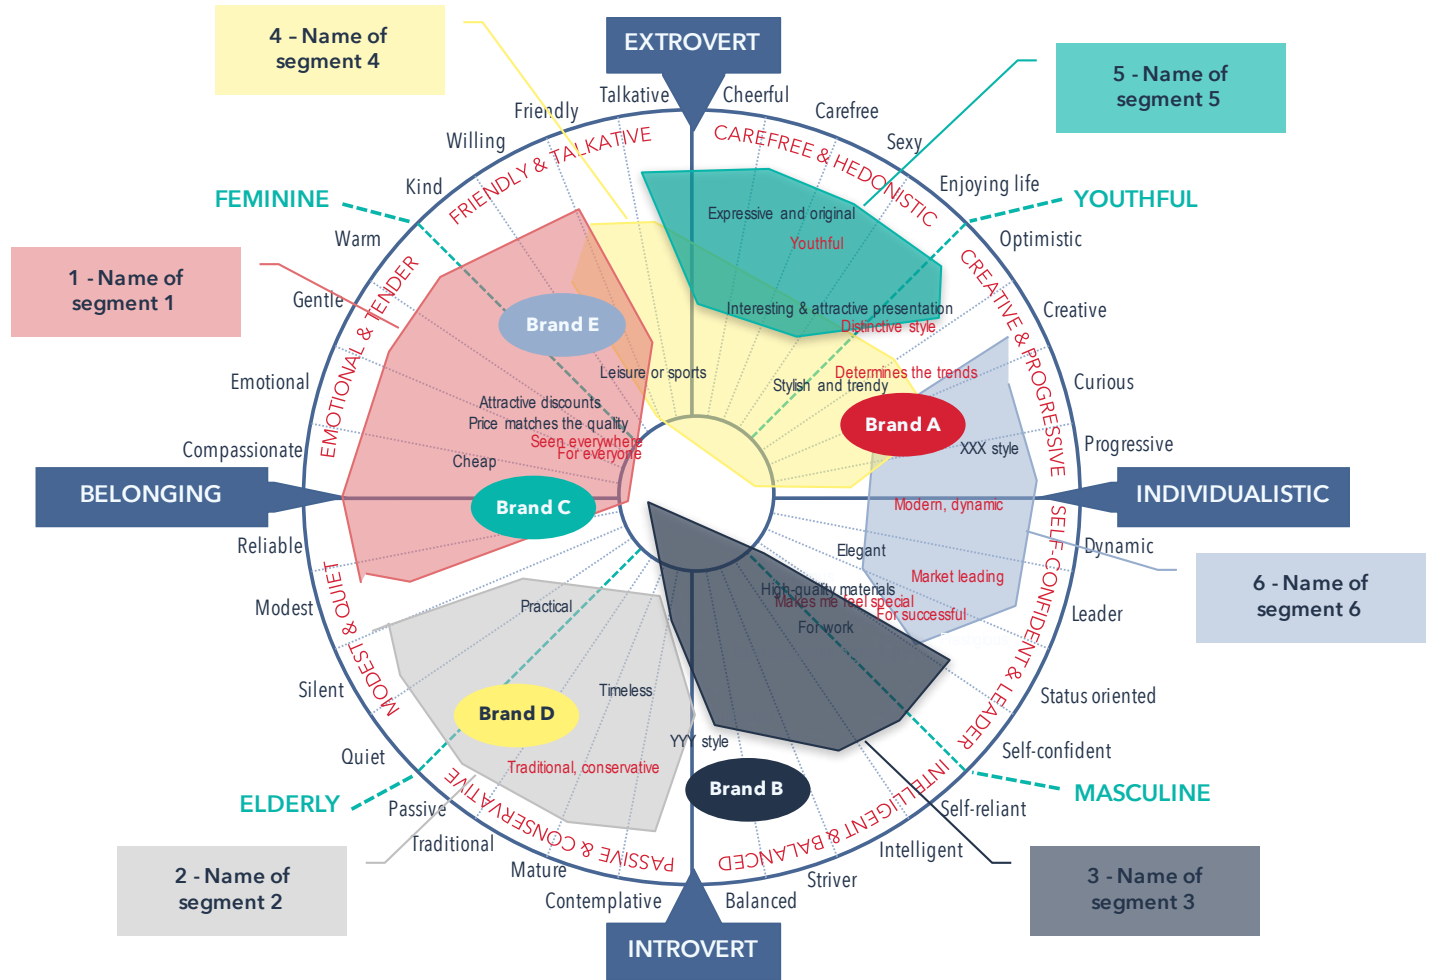 4 – Name of
segment 4
EXTROVERT
5 - Name of
segment 5
Talkative
Cheerful
Friendly
Carefree
Willing
Sexy
FRIENDLY & TALKATIVE
CAREFREE & HEDONISTIC
Kind
Enjoying life
FEMININE
YOUTHFUL
Warm
Optimistic
Expressive and original
Youthful
1 - Name of
segment 1
Gentle
Creative
EMOTIONAL & TENDER
CREATIVE & PROGRESSIVE
Interesting & attractive presentation
Distinctive style
Brand E
Leisure or sports
Determines the trends
Stylish and trendy
Emotional
Curious
Attractive discounts
Price matches the quality
Seen everywhere
For everyone
Cheap
Brand A
XXX style
Compassionate
Progressive
BELONGING
INDIVIDUALISTIC
Brand C
Modern, dynamic
Reliable
Dynamic
Elegant
Market leading
High-quality materials
Makes me feel special
For successful
For work
6 - Name of
segment 6
Modest
Leader
Practical
MODEST & QUIET
SELF-CONFIDENT & LEADER
Silent
Status oriented
Timeless
Brand D
YYY style
Quiet
Self-confident
Traditional, conservative
Brand B
ELDERLY
MASCULINE
Passive
Self-reliant
PASSIVE & CONSERVATIVE
INTELLIGENT & BALANCED
Traditional
Intelligent
Mature
Striver
Contemplative
Balanced
2 - Name of
segment 2
3 - Name of
segment 3
INTROVERT